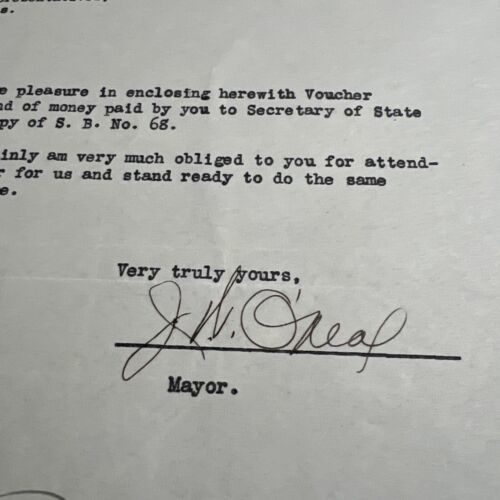 s.
e pleasure in enclosing herewith Voucher
nd of money paid by you to Secretary of State
py of S. B. No. 68.
inly am very much obliged to you for attend-
r for us and stand ready to do the same
e.
Very truly yours,
J. W. O'Neal
Mayor.